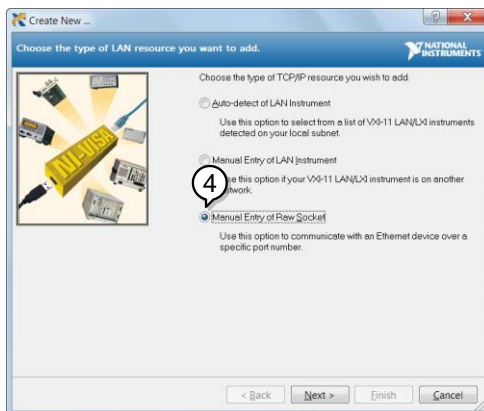 Create New ...
Choose the type of LAN resource you want to add.
NATIONAL
INSTRUMENTS
Choose the type of TCP/IP resource you wish to add.
Auto-detect of LAN Instrument
Use this option to select from a list of VXI-11 LAN/LXI instruments
detected on your local subnet.
Manual Entry of LAN Instrument
se this option if your VXI-11 LAN/LXI instrument is on another
twork.
4
Manual Entry of Raw Socket
Use this option to communicate with an Ethernet device over a
specific port number.
NI-VISA
< Back
Next >
Finish
Cancel